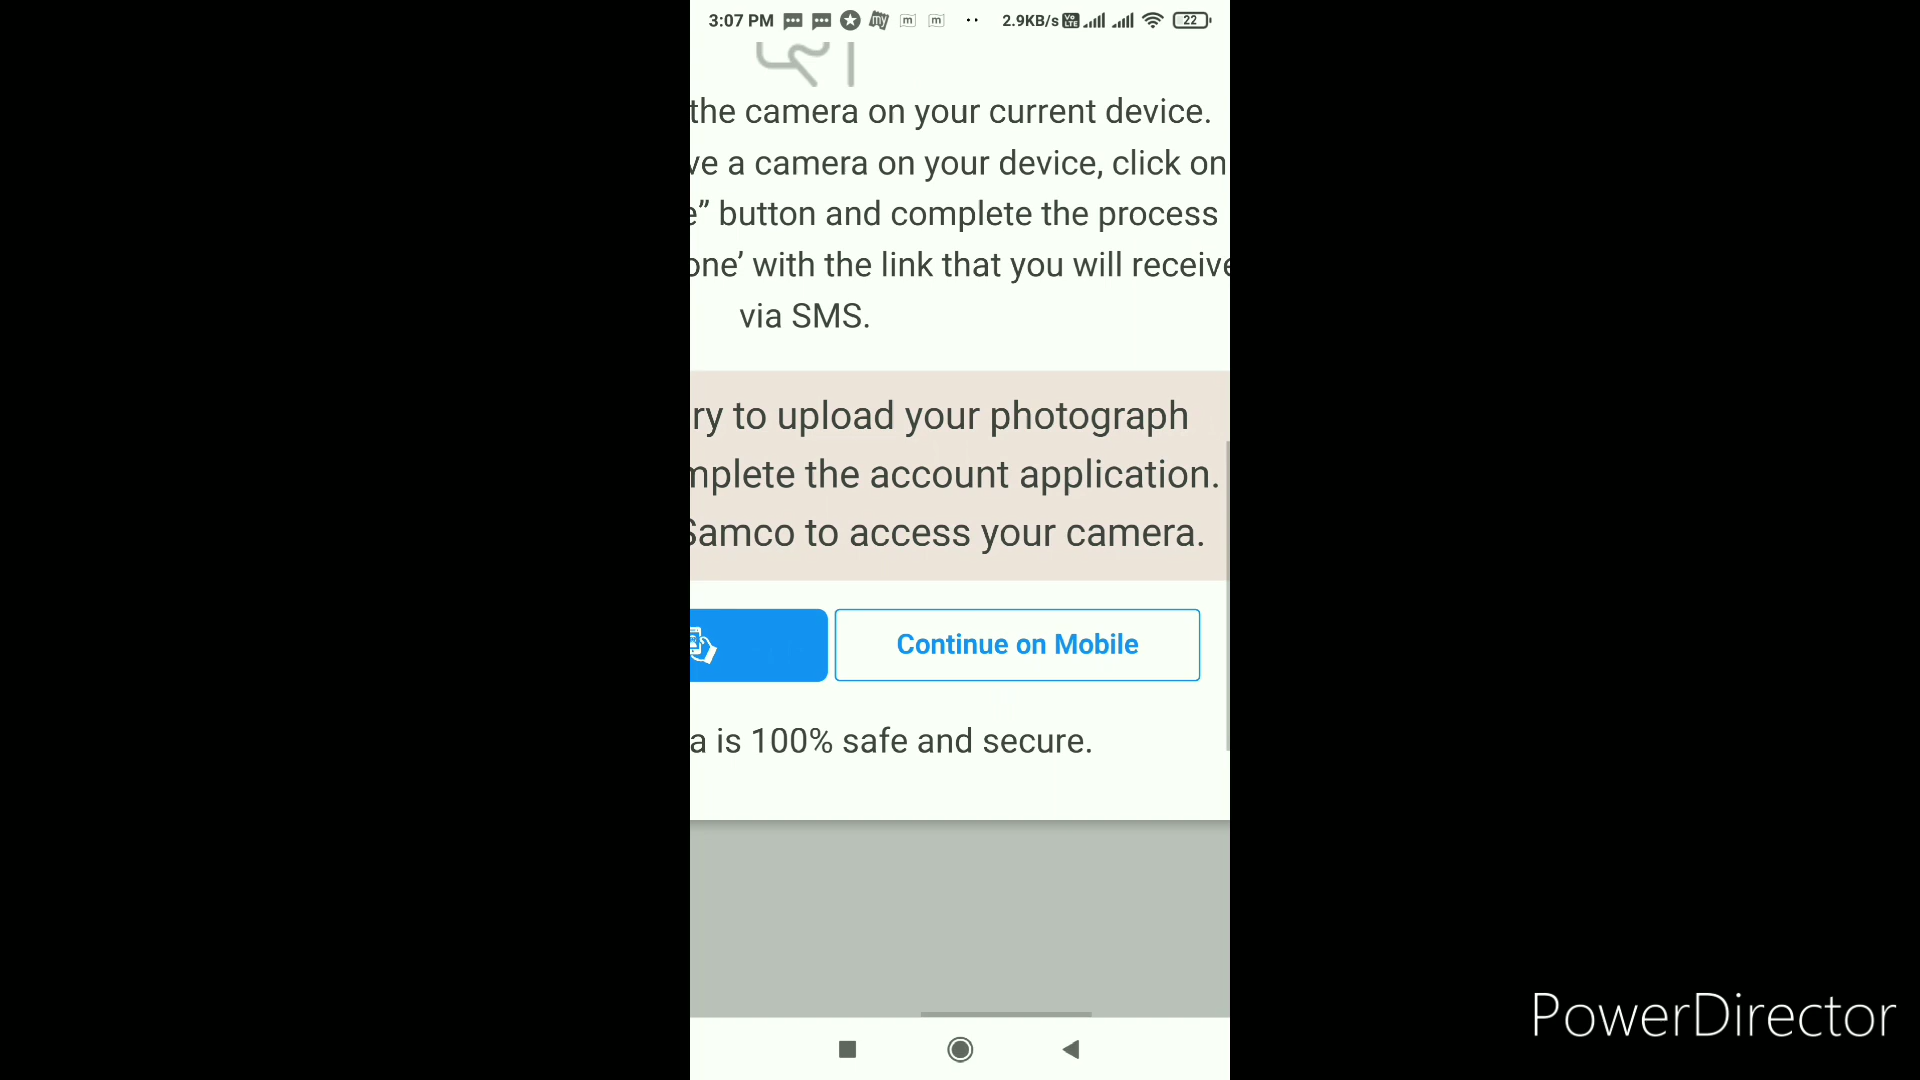 3:07 PM my m m 2.9KB/s Vo LTE 22
the camera on your current device.
ve a camera on your device, click on
e” button and complete the process
one’ with the link that you will receive
via SMS.
ry to upload your photograph
mplete the account application.
Samco to access your camera.
Continue on Mobile
a is 100% safe and secure.
PowerDirector